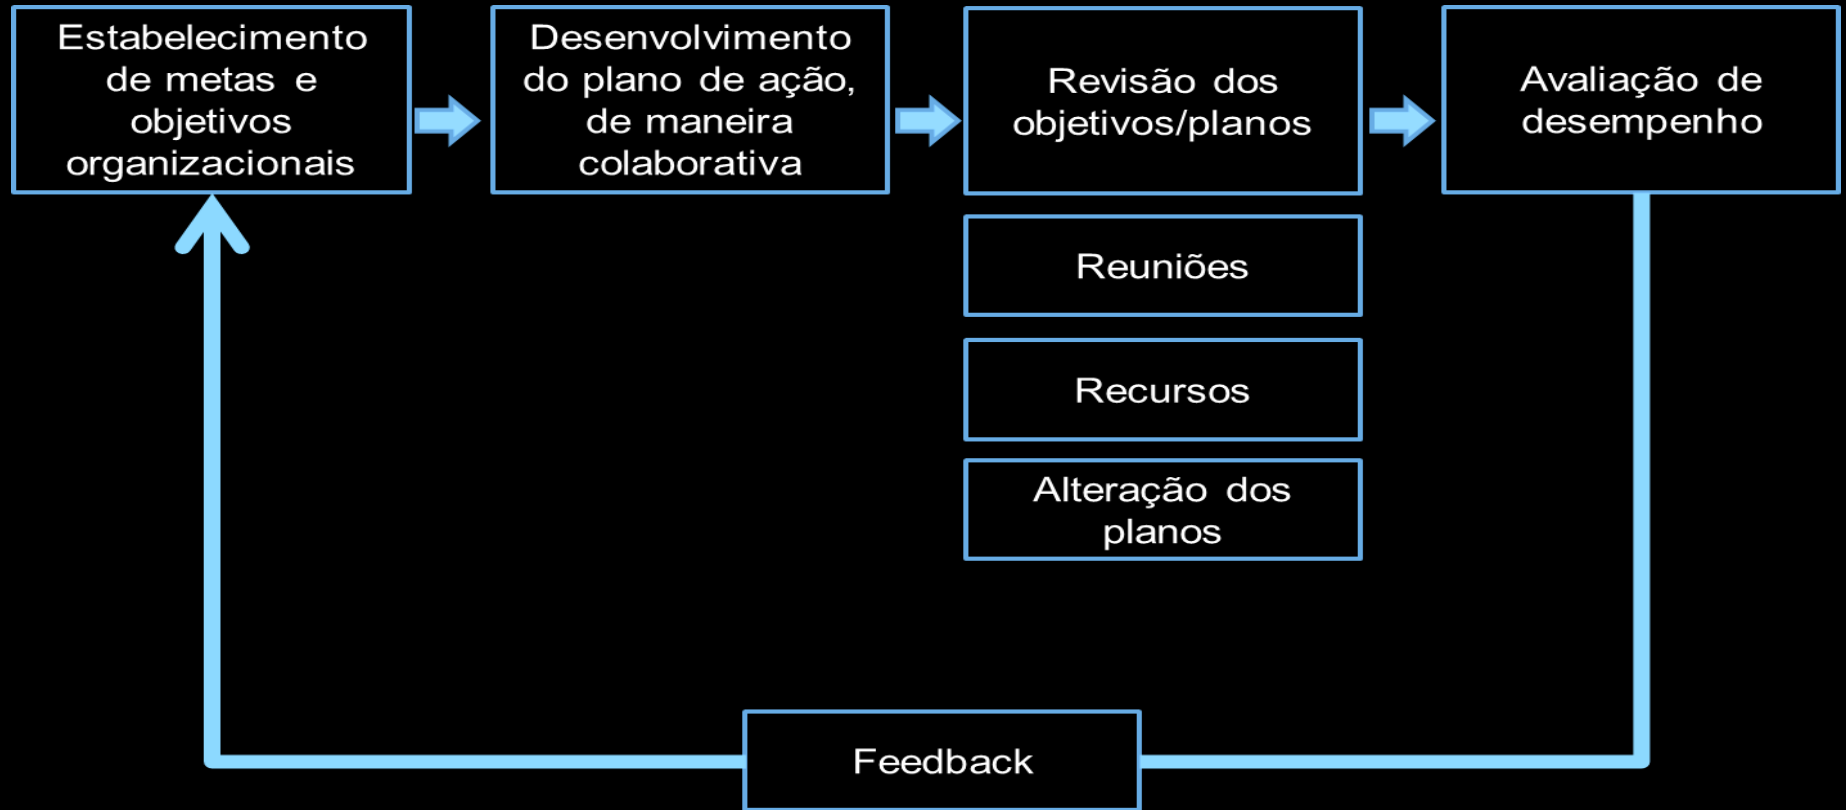 Estabelecimento
de metas e
objetivos
organizacionais
Desenvolvimento
do plano de ação,
de maneira
colaborativa
Revisão dos
objetivos/planos
Avaliação de
desempenho
Reuniões
Recursos
Alteração dos
planos
Feedback